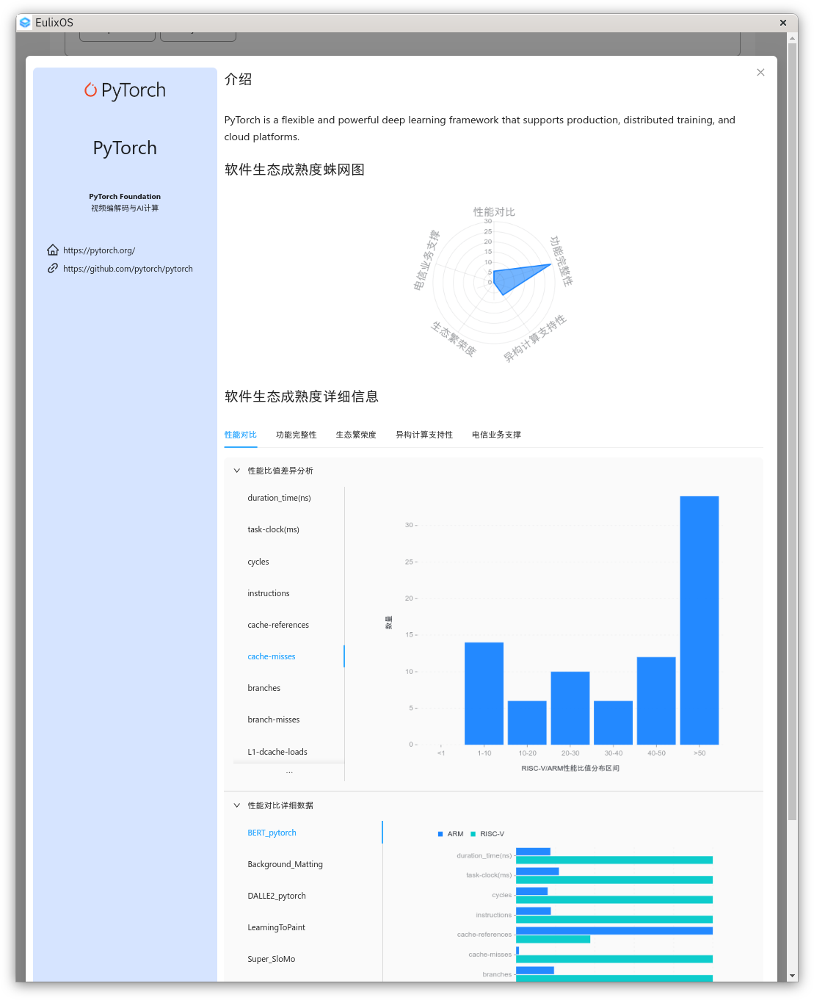 EulixOS
PyTorch
PyTorch
PyTorch Foundation
视频编解码与AI计算
https://pytorch.org/
https://github.com/pytorch/pytorch
介绍
PyTorch is a flexible and powerful deep learning framework that supports production, distributed training, and
cloud platforms.
软件生态成熟度蛛网图
性能对比
功能完整性
异构计算支持性
生态繁荣度
电信业务支撑
30
25
20
15
10
5
0
软件生态成熟度详细信息
性能对比 功能完整性 生态繁荣度 异构计算支持性 电信业务支撑
性能比值差异分析
duration_time(ns)
task-clock(ms)
cycles
instructions
cache-references
cache-misses
branches
branch-misses
L1-dcache-loads
...
数量
30
25
20
15
10
5
0
<1 1-10 10-20 20-30 30-40 40-50 >50
RISC-V/ARM性能比值分布区间
性能对比详细数据
BERT_pytorch
Background_Matting
DALLE2_pytorch
LearningToPaint
Super_SloMo
ARM RISC-V
duration_time(ns)
task-clock(ms)
cycles
instructions
cache-references
cache-misses
branches